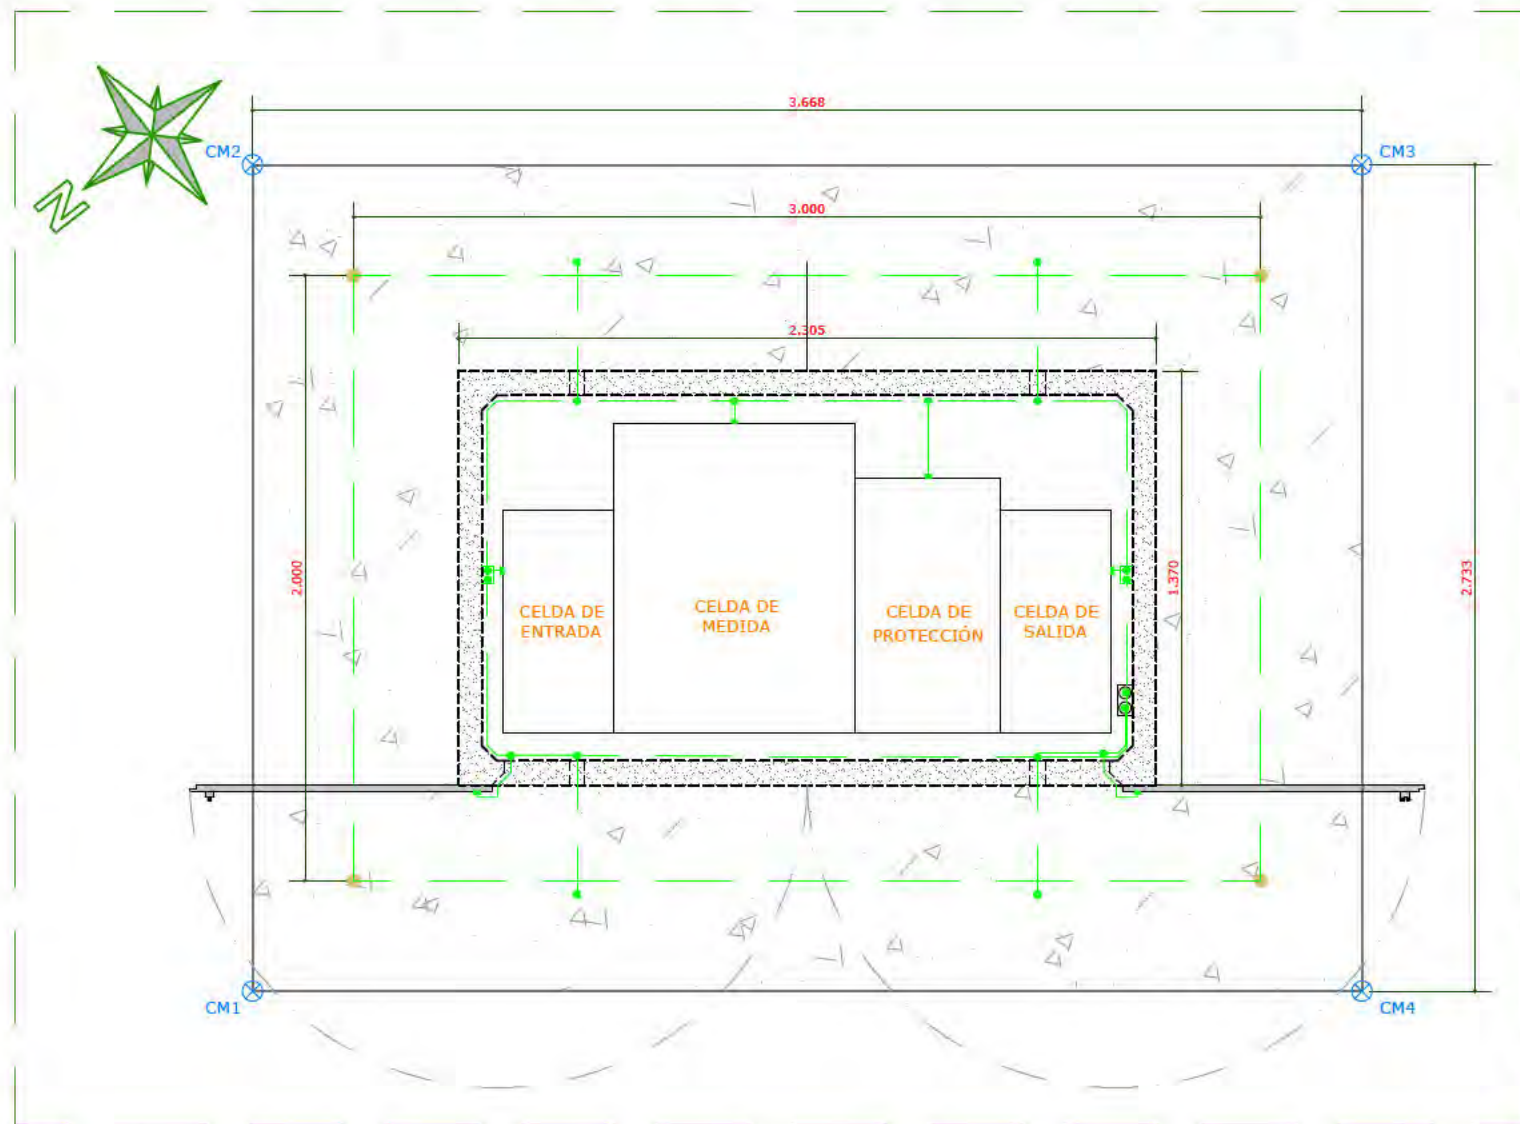 3.668
CM2
CM3
N
3.000
2.305
2.000
1.370
2.733
CELDA DE
ENTRADA
CELDA DE
MEDIDA
CELDA DE
PROTECCIÓN
CELDA DE
SALIDA
CM1
CM4